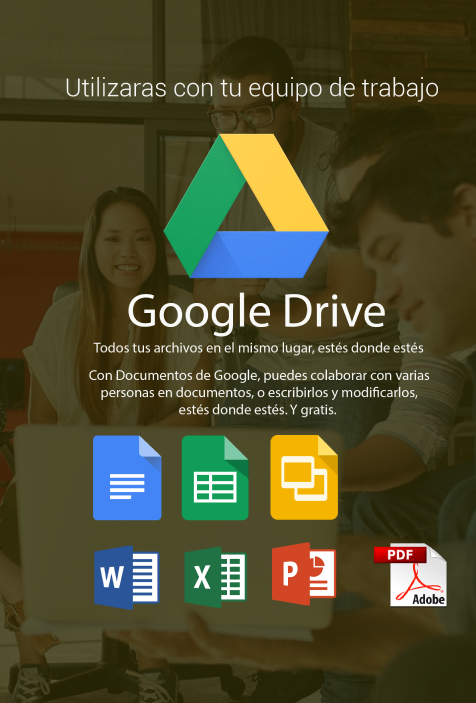 Utilizaras con tu equipo de trabajo
Google Drive
Todos tus archivos en el mismo lugar, estés donde estés
Con Documentos de Google, puedes colaborar con varias
personas en documentos, o escribirlos y modificarlos,
estés donde estés. Y gratis.
W
X
P
PDF
Adobe